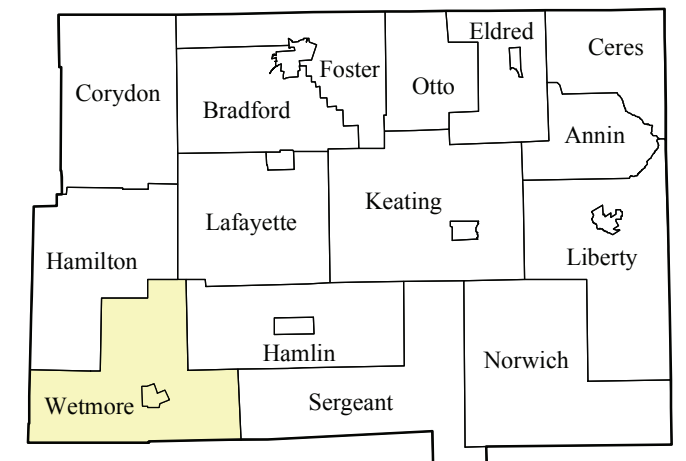 Eldred
Ceres
Foster
Corydon
Otto
Bradford
Annin
Keating
Lafayette
Hamilton
Liberty
Hamlin
Norwich
Wetmore
Sergeant